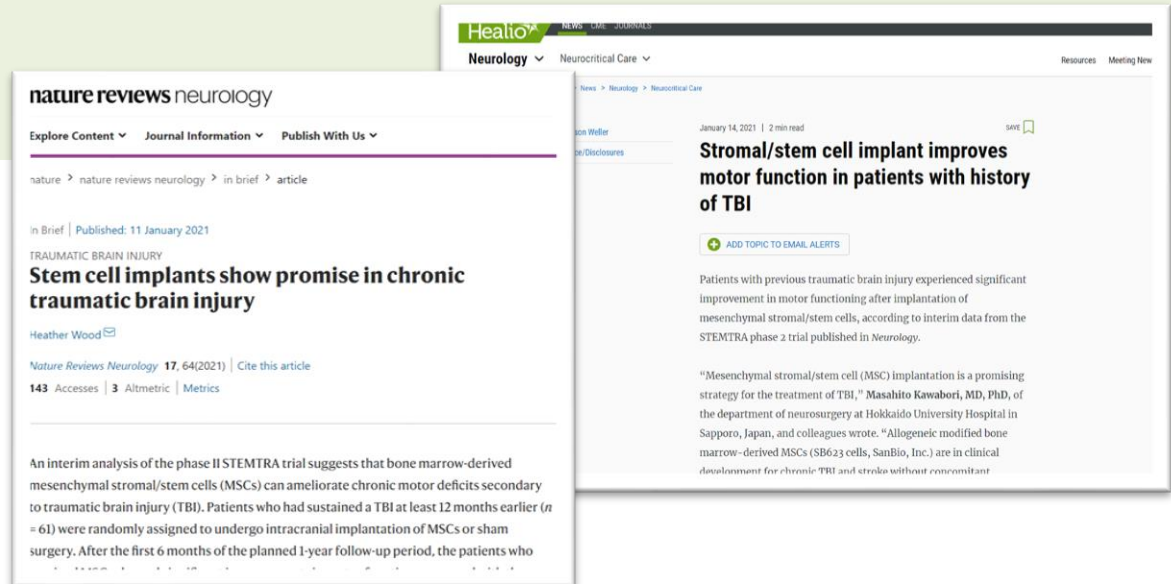 nature reviews neurology
Explore Content Journal Information Publish With Us
nature > nature reviews neurology > in brief > article
In Brief | Published: 11 January 2021
TRAUMATIC BRAIN INJURY
Stem cell implants show promise in chronic
traumatic brain injury
Heather Wood
Nature Reviews Neurology 17, 64(2021) | Cite this article
143 Accesses | 3 Altmetric | Metrics
An interim analysis of the phase II STEMTRA trial suggests that bone marrow-derived
mesenchymal stromal/stem cells (MSCs) can ameliorate chronic motor deficits secondary
to traumatic brain injury (TBI). Patients who had sustained a TBI at least 12 months earlier (n
= 61) were randomly assigned to undergo intracranial implantation of MSCs or sham
surgery. After the first 6 months of the planned 1-year follow-up period, the patients who
Healio NEWS CME JOURNALS
Neurology Neurocritical Care
Resources Meeting New
News > Neurology > Neurocritical Care
son Weller
ce/Disclosures
January 14, 2021 | 2 min read
SAVE
Stromal/stem cell implant improves
motor function in patients with history
of TBI
ADD TOPIC TO EMAIL ALERTS
Patients with previous traumatic brain injury experienced significant
improvement in motor functioning after implantation of
mesenchymal stromal/stem cells, according to interim data from the
STEMTRA phase 2 trial published in Neurology.
“Mesenchymal stromal/stem cell (MSC) implantation is a promising
strategy for the treatment of TBI,” Masahito Kawabori, MD, PhD, of
the department of neurosurgery at Hokkaido University Hospital in
Sapporo, Japan, and colleagues wrote. “Allogeneic modified bone
marrow-derived MSCs (SB623 cells, SanBio, Inc.) are in clinical
development for chronic TBI and stroke without concomitant